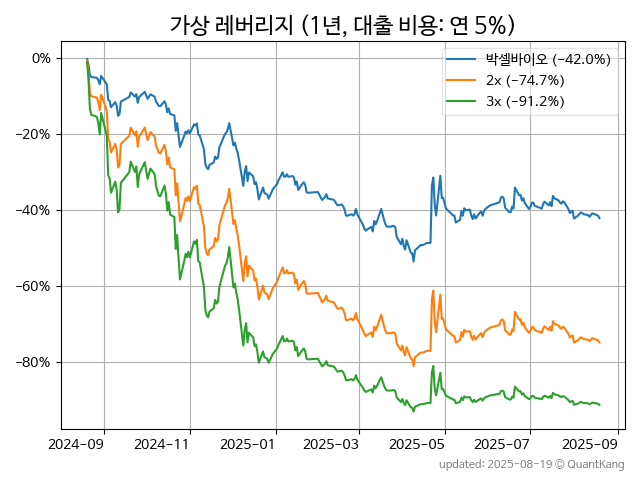 가상 레버리지 (1년, 대출 비용: 연 5%)
박셀바이오 (−42.0%)
2x (−74.7%)
3x (−91.2%)
0%
−20%
−40%
−60%
−80%
2024-09 2024-11 2025-01 2025-03 2025-05 2025-07 2025-09
updated: 2025-08-19 © QuantKang